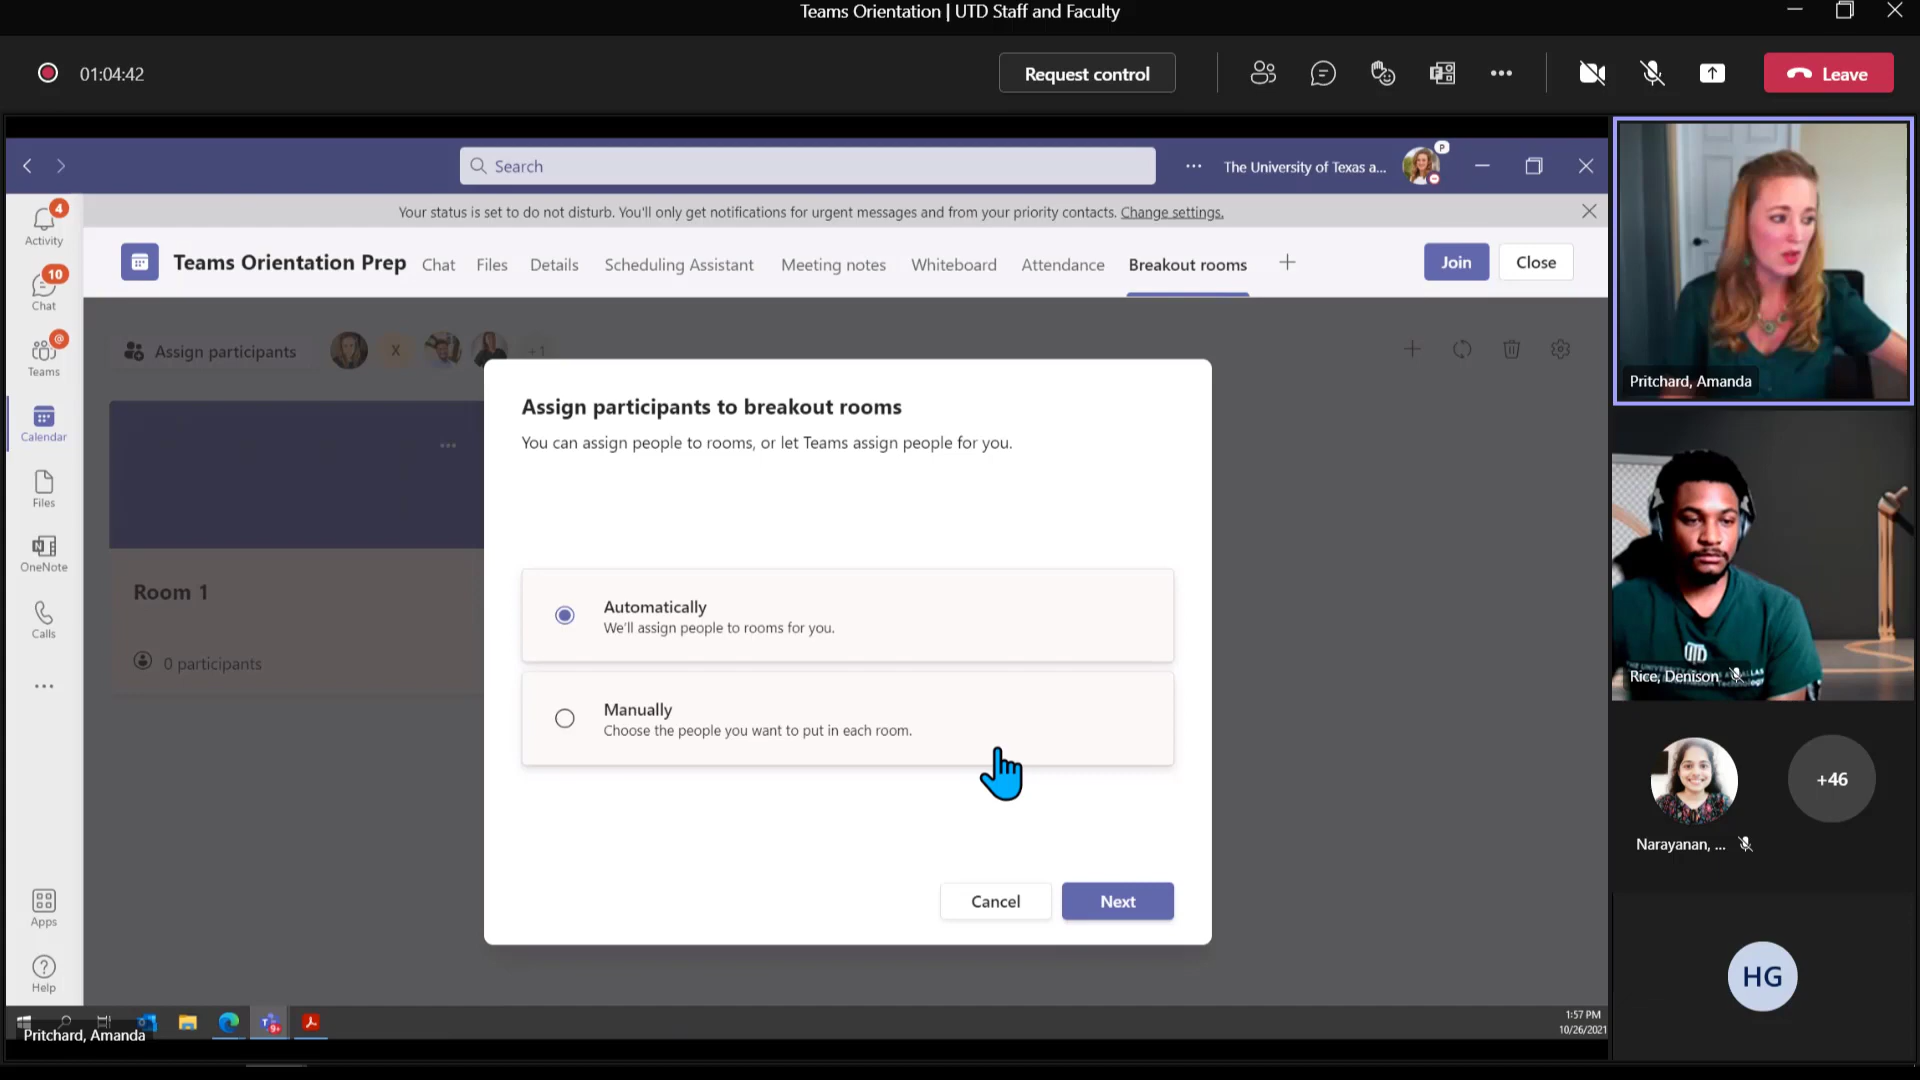 Teams Orientation | UTD Staff and Faculty
01:04:42
Request control
Leave
Search
The University of Texas a...
P
Your status is set to do not disturb. You'll only get notifications for urgent messages and from your priority contacts. Change settings.
4
Activity
10
Chat
@
Teams
Calendar
Files
OneNote
Calls
Apps
Help
Teams Orientation Prep
Chat
Files
Details
Scheduling Assistant
Meeting notes
Whiteboard
Attendance
Breakout rooms
Join
Close
Assign participants
X
+1
Room 1
0 participants
Assign participants to breakout rooms
You can assign people to rooms, or let Teams assign people for you.
Automatically
We'll assign people to rooms for you.
Manually
Choose the people you want to put in each room.
Cancel
Next
Pritchard, Amanda
Rice, Denison
Narayanan, ...
+46
HG
9+
1:57 PM
10/26/2021
Pritchard, Amanda